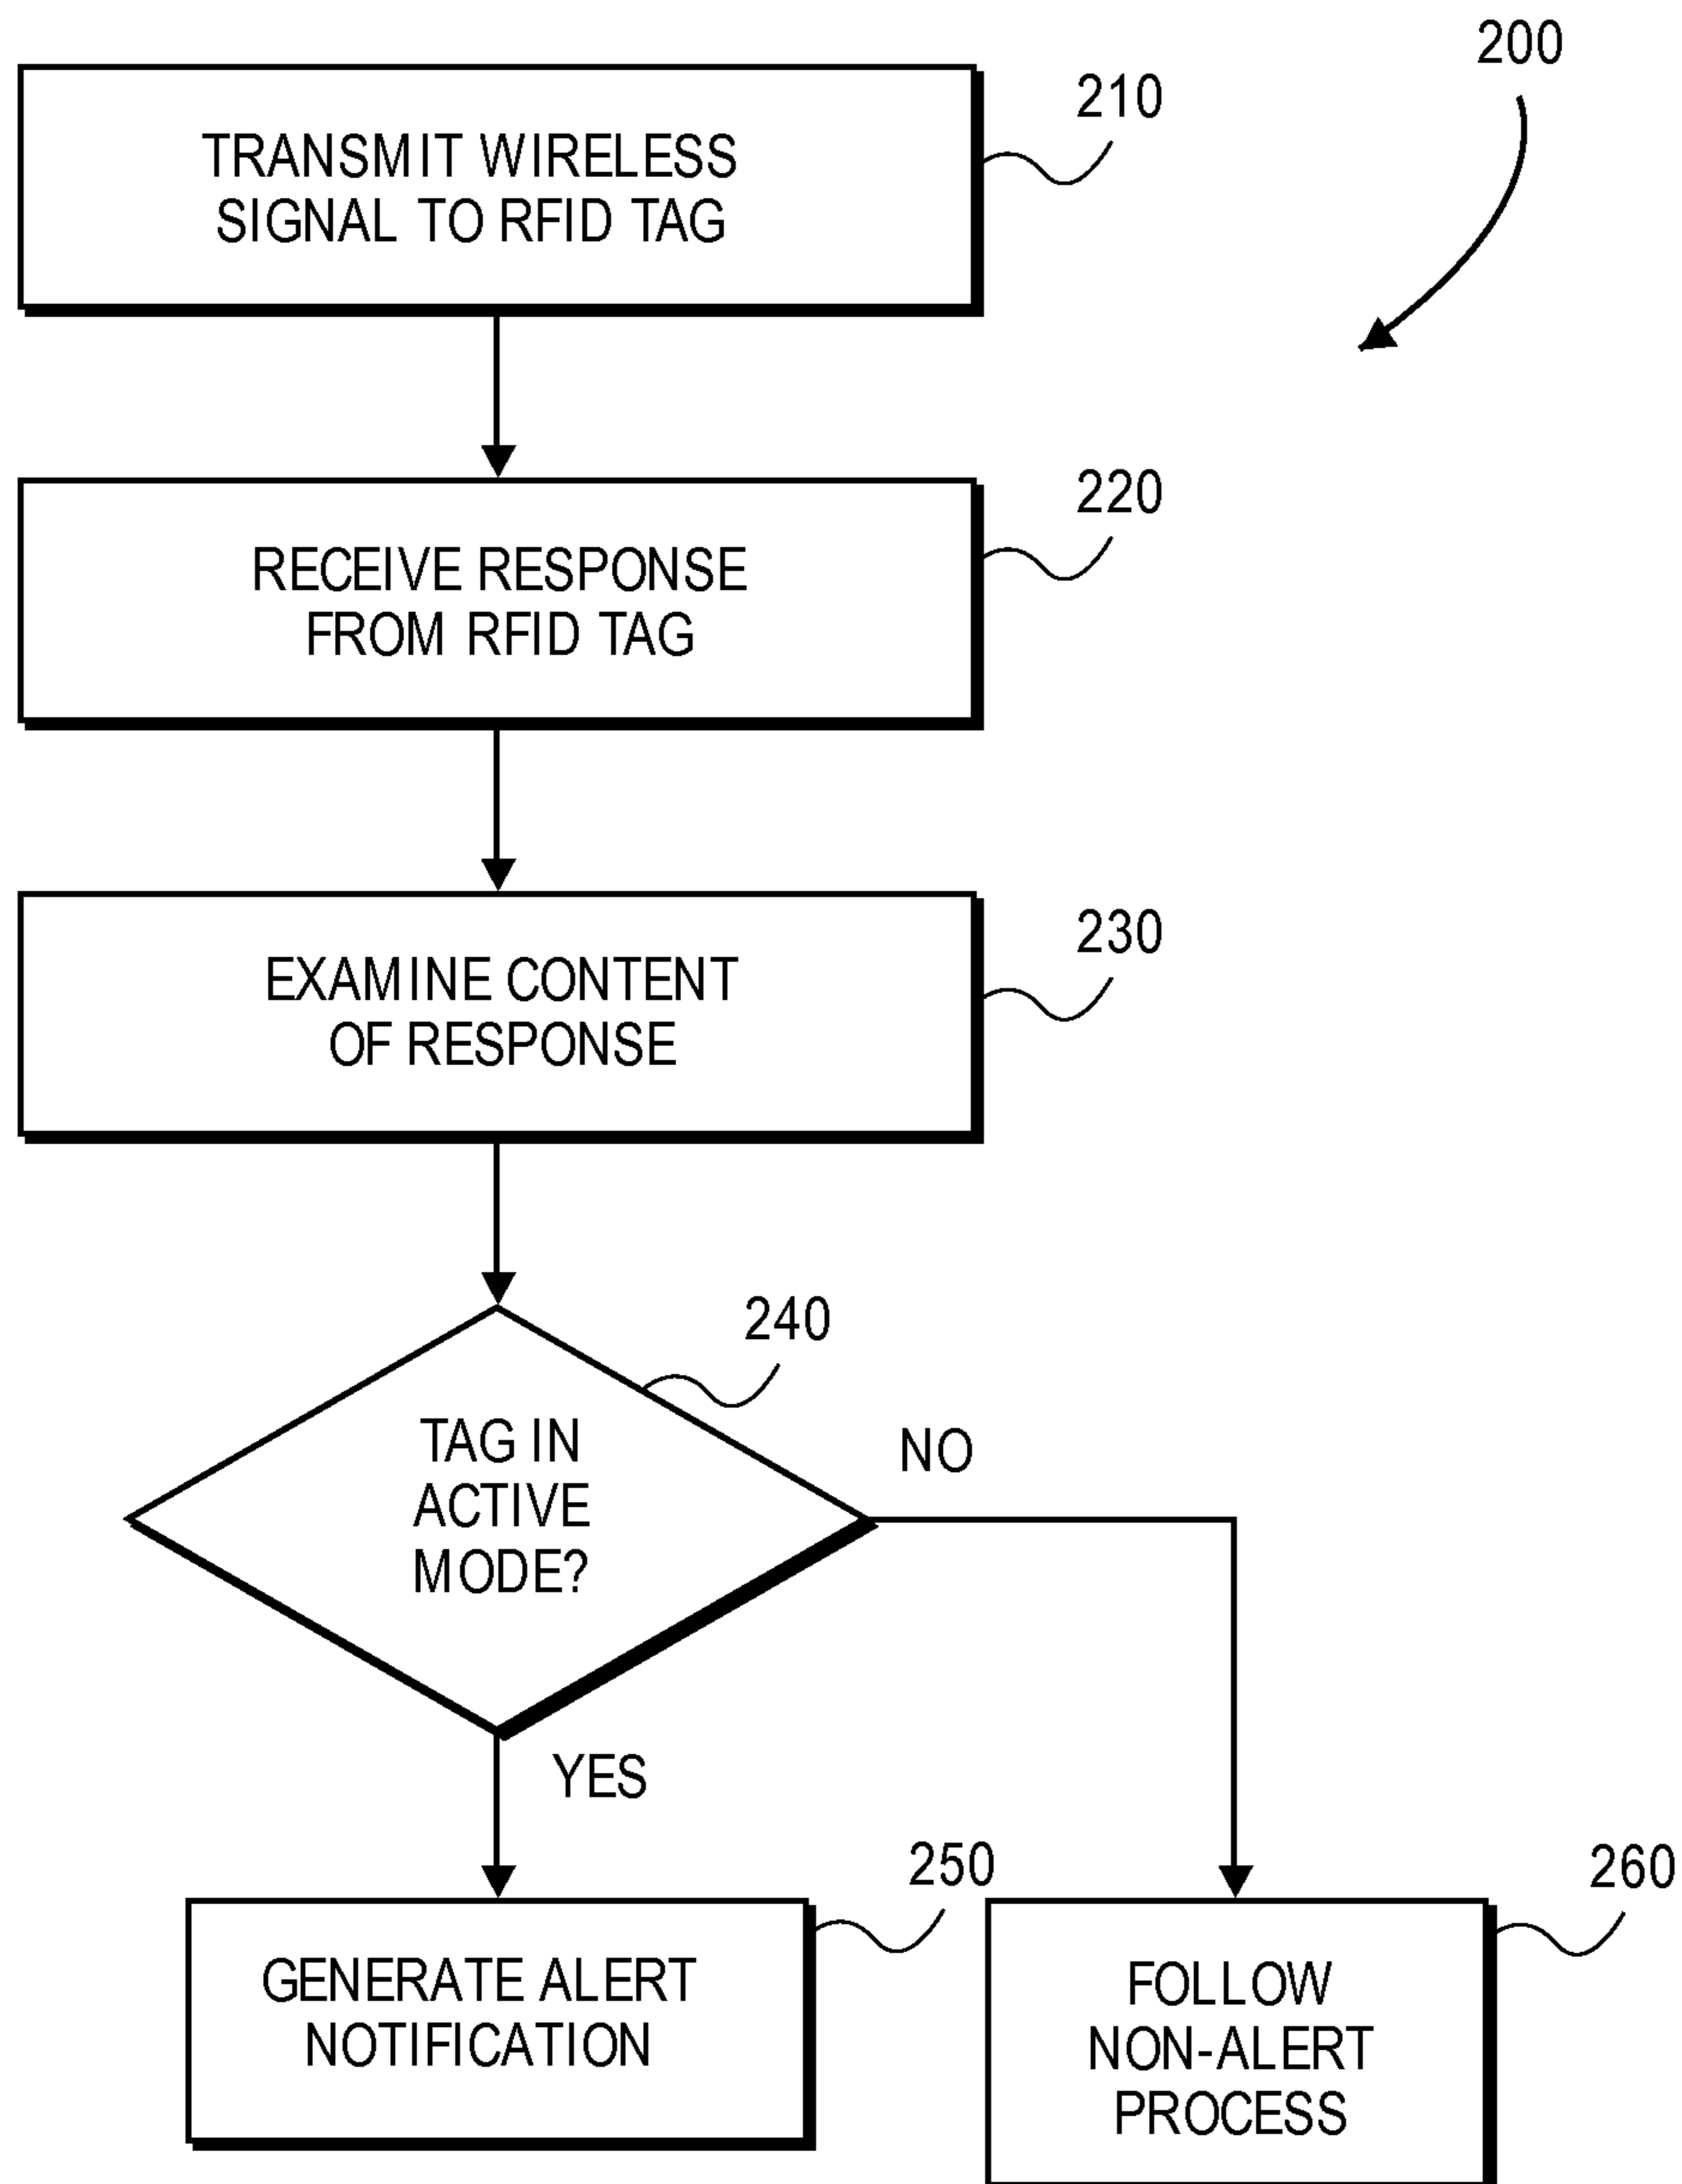 200
210
TRANSMIT WIRELESS
SIGNAL TO RFID TAG
220
RECEIVE RESPONSE
FROM RFID TAG
230
EXAMINE CONTENT
OF RESPONSE
240
TAG IN
ACTIVE
MODE?
NO
YES
250
GENERATE ALERT
NOTIFICATION
260
FOLLOW
NON-ALERT
PROCESS